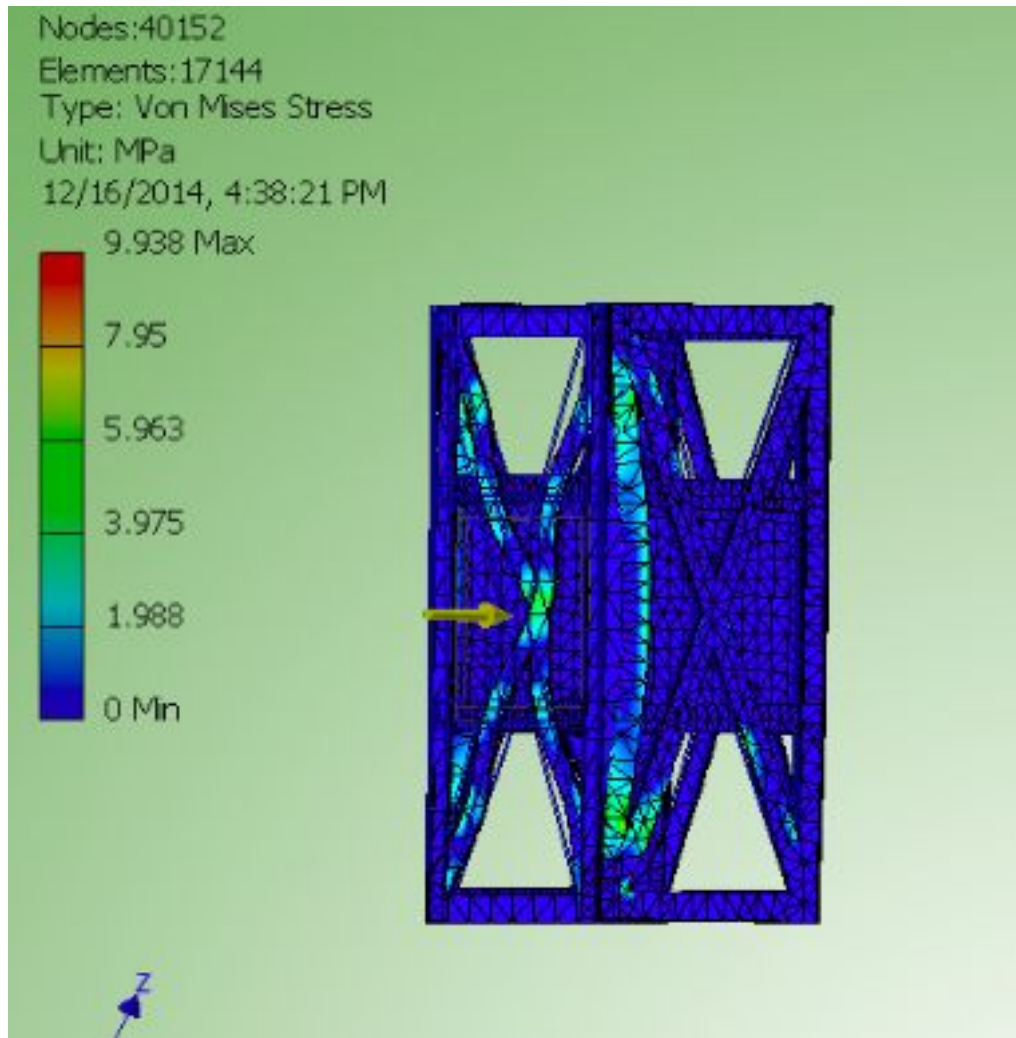 Nodes:40152
Elements:17144
Type: Von Mises Stress
Unit: MPa
12/16/2014, 4:38:21 PM
9.938 Max
7.95
5.963
3.975
1.988
0 Min
Z